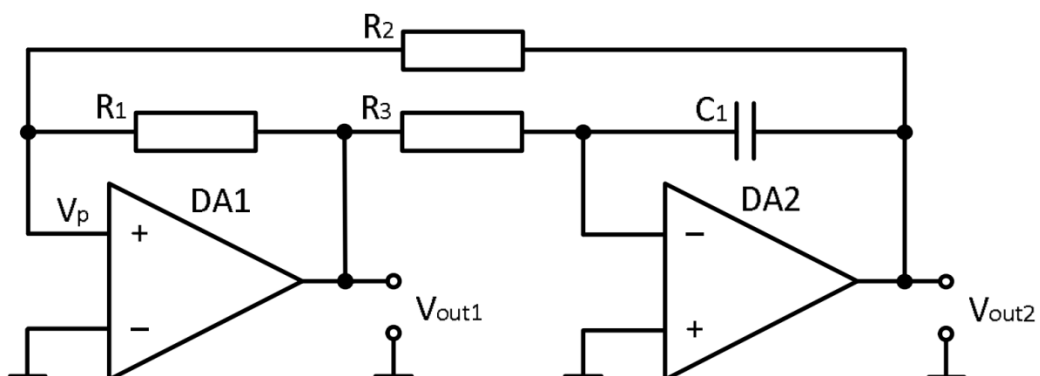 R2
R1
R3
C1
DA1
DA2
Vp
+
−
−
+
Vout1
Vout2